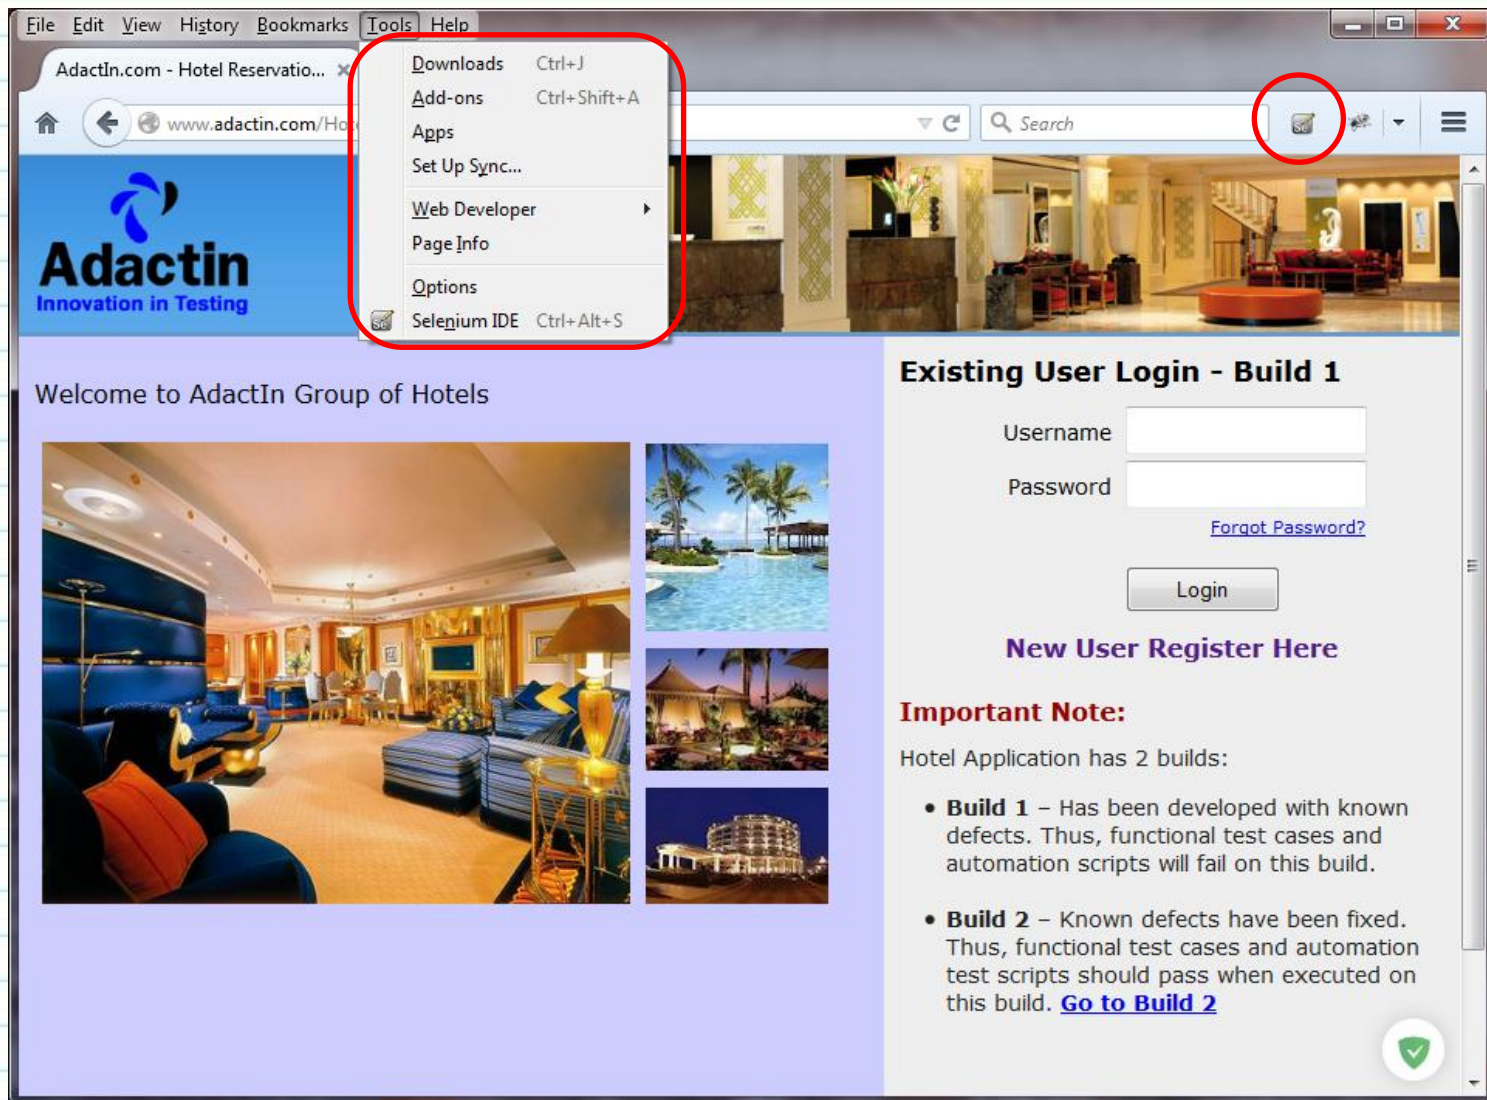 File Edit View History Bookmarks Tools Help
AdactIn.com - Hotel Reservatio...
Downloads Ctrl+J
Add-ons Ctrl+Shift+A
Apps
Set Up Sync...
Web Developer
Page Info
Options
Selenium IDE Ctrl+Alt+S
www.adactin.com/Ho
Search
Se
Adactin
Innovation in Testing
Welcome to AdactIn Group of Hotels
Existing User Login - Build 1
Username
Password
Forgot Password?
Login
New User Register Here
Important Note:
Hotel Application has 2 builds:
• Build 1 – Has been developed with known
defects. Thus, functional test cases and
automation scripts will fail on this build.
• Build 2 – Known defects have been fixed.
Thus, functional test cases and automation
test scripts should pass when executed on
this build. Go to Build 2